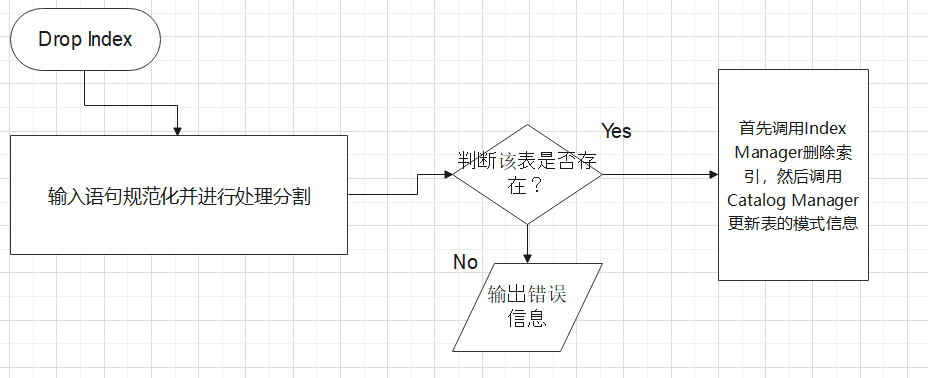 Drop Index
输入语句规范化并进行处理分割
判断该表是否存
在？
Yes
No
输出错误
信息
首先调用Index
Manager删除索
引，然后调用
Catalog Manager
更新表的模式信息